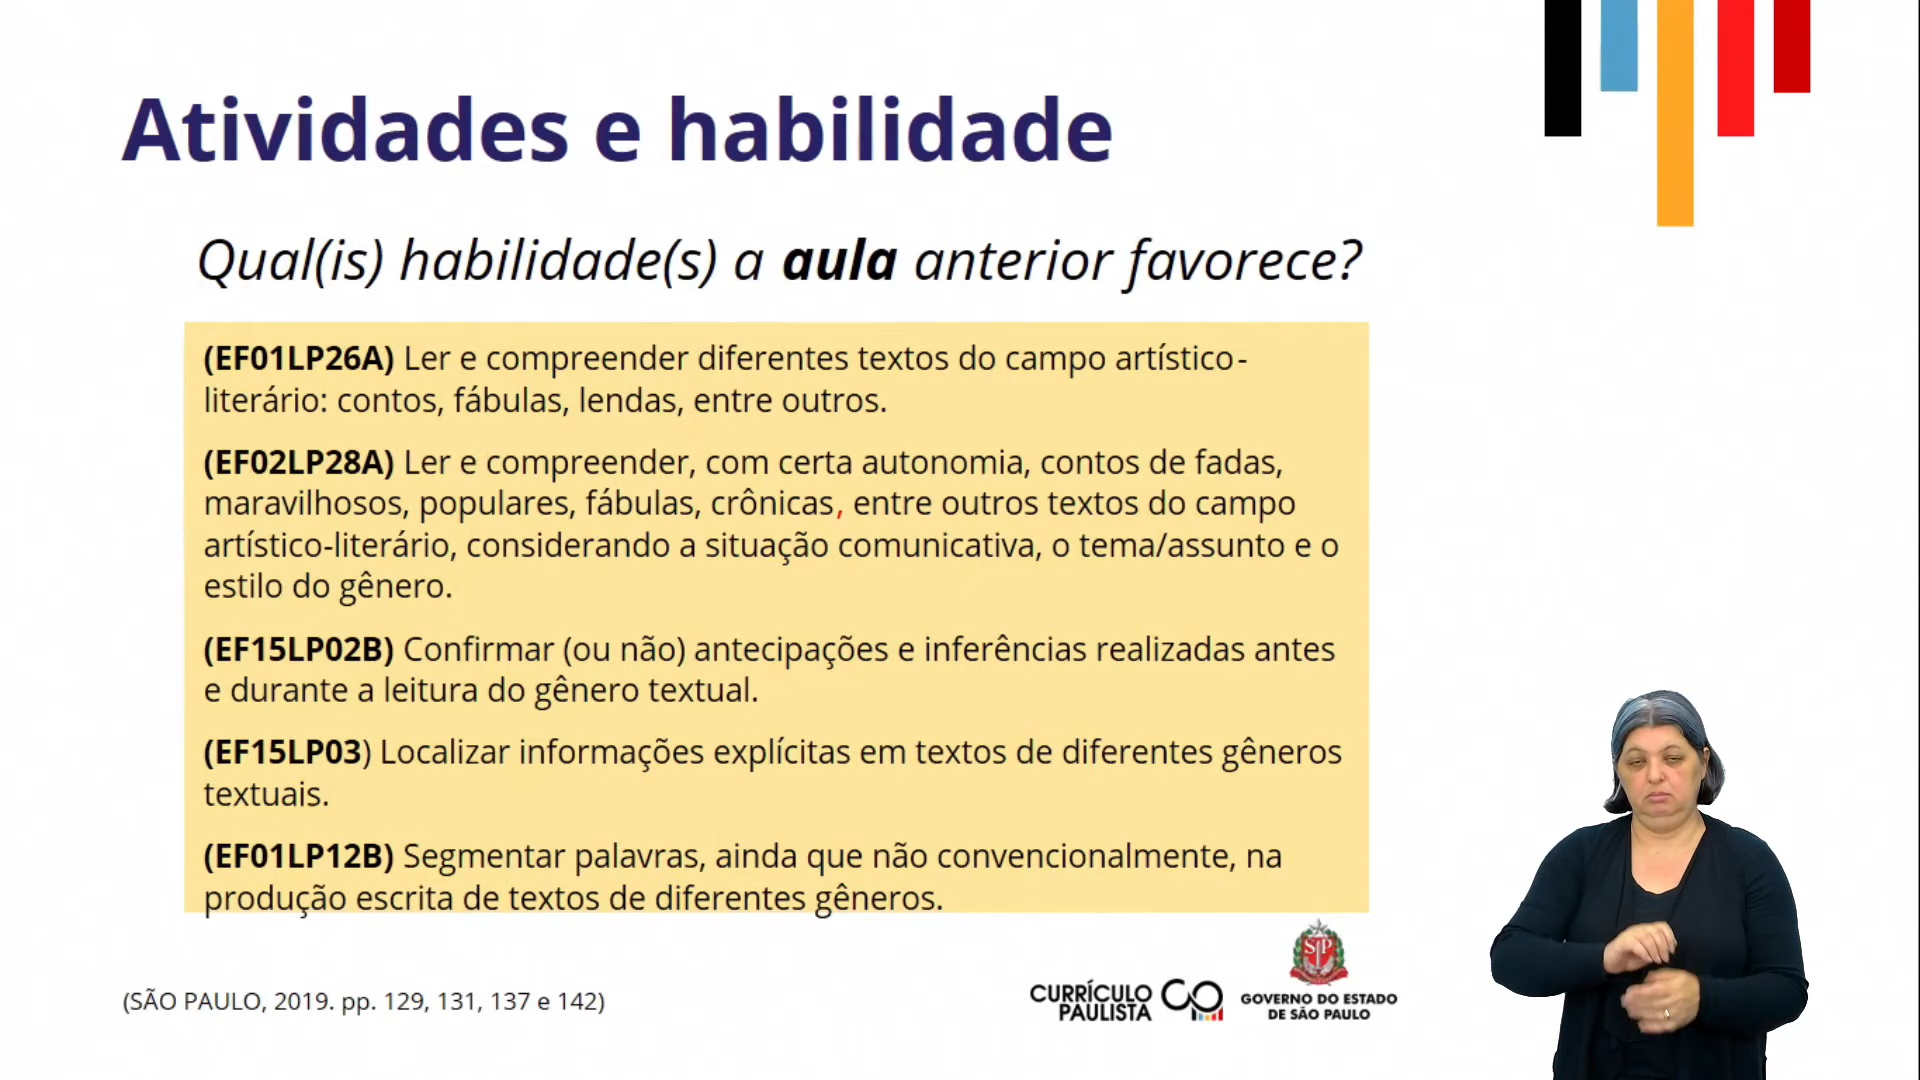 Atividades e habilidade
Qual(is) habilidade(s) a aula anterior favorece?
(EF01LP26A) Ler e compreender diferentes textos do campo artístico-
literário: contos, fábulas, lendas, entre outros.
(EF02LP28A) Ler e compreender, com certa autonomia, contos de fadas,
maravilhosos, populares, fábulas, crônicas, entre outros textos do campo
artístico-literário, considerando a situação comunicativa, o tema/assunto e o
estilo do gênero.
(EF15LP02B) Confirmar (ou não) antecipações e inferências realizadas antes
e durante a leitura do gênero textual.
(EF15LP03) Localizar informações explícitas em textos de diferentes gêneros
textuais.
(EF01LP12B) Segmentar palavras, ainda que não convencionalmente, na
produção escrita de textos de diferentes gêneros.
(SÃO PAULO, 2019. pp. 129, 131, 137 e 142)
CURRÍCULO
PAULISTA
SP
GOVERNO DO ESTADO
DE SÃO PAULO